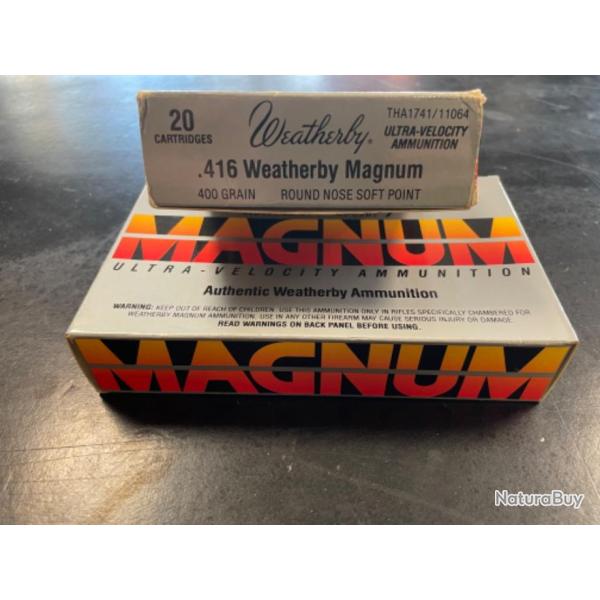 20
CARTRIDGES
Weatherby®
THA1741/11064
ULTRA-VELOCITY
AMMUNITION
.416 Weatherby Magnum
400 GRAIN ROUND NOSE SOFT POINT
MAGNUM
ULTRA-VELOCITY AMMUNITION
Authentic Weatherby Ammunition
WARNING: KEEP OUT OF REACH OF CHILDREN. USE THIS AMMUNITION ONLY IN RIFLES SPECIFICALLY CHAMBERED FOR
WEATHERBY MAGNUM AMMUNITION. USE IN ANY OTHER FIREARM MAY CAUSE SERIOUS INJURY OR DAMAGE.
READ WARNINGS ON BACK PANEL BEFORE USING.
MAGNUM
NaturaBuy